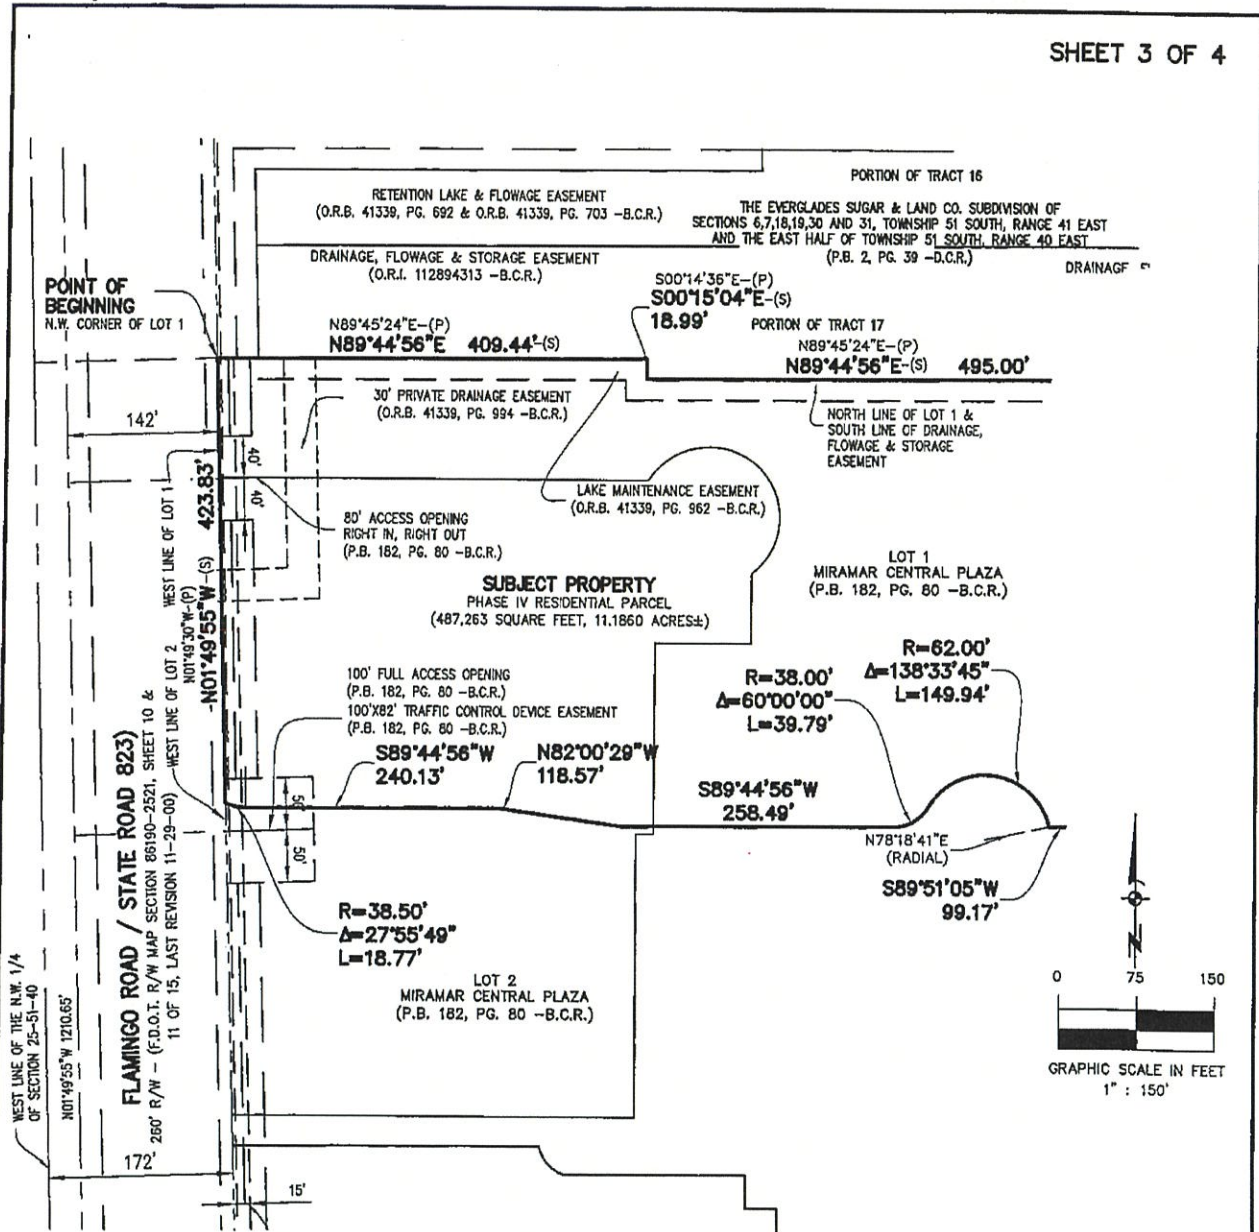 SHEET 3 OF 4
PORTION OF TRACT 16
RETENTION LAKE & FLOWAGE EASEMENT
(O.R.B. 41339, PG. 692 & O.R.B. 41339, PG. 703 -B.C.R.)
THE EVERGLADES SUGAR & LAND CO. SUBDIVISION OF
SECTIONS 6,7,18,19,30 AND 31, TOWNSHIP 51 SOUTH, RANGE 41 EAST
AND THE EAST HALF OF TOWNSHIP 51 SOUTH, RANGE 40 EAST
(P.B. 2, PG. 39 -D.C.R.)
DRAINAGE, FLOWAGE & STORAGE EASEMENT
(O.R.I. 112894313 -B.C.R.)
DRAINAGE
POINT OF
BEGINNING
N.W. CORNER OF LOT 1
S00°14'36"E-(P)
S00°15'04"E-(S)
18.99'
N89°45'24"E-(P)
N89°44'56"E 409.44'-(S)
PORTION OF TRACT 17
N89°45'24"E-(P)
N89°44'56"E-(S) 495.00'
30' PRIVATE DRAINAGE EASEMENT
(O.R.B. 41339, PG. 994 -B.C.R.)
NORTH LINE OF LOT 1 &
SOUTH LINE OF DRAINAGE,
FLOWAGE & STORAGE
EASEMENT
142'
40'
40'
LAKE MAINTENANCE EASEMENT
(O.R.B. 41339, PG. 962 -B.C.R.)
80' ACCESS OPENING
RIGHT IN, RIGHT OUT
(P.B. 182, PG. 80 -B.C.R.)
WEST LINE OF LOT 1
N01°49'30"W-(P)
N01°49'55"W-(S) 423.83'
WEST LINE OF LOT 2
SUBJECT PROPERTY
PHASE IV RESIDENTIAL PARCEL
(487,263 SQUARE FEET, 11.1860 ACRES±)
LOT 1
MIRAMAR CENTRAL PLAZA
(P.B. 182, PG. 80 -B.C.R.)
100' FULL ACCESS OPENING
(P.B. 182, PG. 80 -B.C.R.)
100'X82' TRAFFIC CONTROL DEVICE EASEMENT
(P.B. 182, PG. 80 -B.C.R.)
R=38.00'
Δ=60°00'00"
L=39.79'
R=62.00'
Δ=138°33'45"
L=149.94'
S89°44'56"W
240.13'
N82°00'29"W
118.57'
S89°44'56"W
258.49'
50'
50'
N78°18'41"E
(RADIAL)
S89°51'05"W
99.17'
R=38.50'
Δ=27°55'49"
L=18.77'
LOT 2
MIRAMAR CENTRAL PLAZA
(P.B. 182, PG. 80 -B.C.R.)
FLAMINGO ROAD / STATE ROAD 823)
260' R/W - (F.D.O.T. R/W MAP SECTION 86190-2521, SHEET 10 &
11 OF 15, LAST REVISION 11-29-00)
WEST LINE OF THE N.W. 1/4
OF SECTION 25-51-40
N01°49'55"W 1210.65'
172'
15'
N
0 75 150
GRAPHIC SCALE IN FEET
1" : 150'